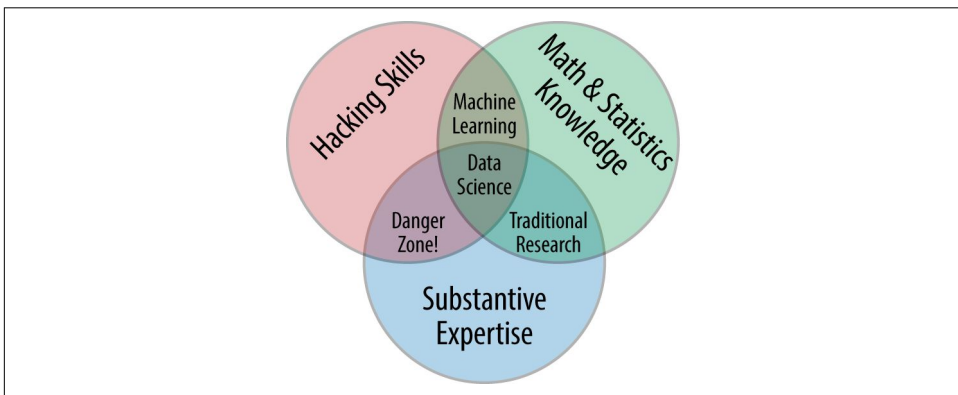 Hacking Skills
Math & Statistics
Knowledge
Machine
Learning
Data
Science
Danger
Zone!
Traditional
Research
Substantive
Expertise